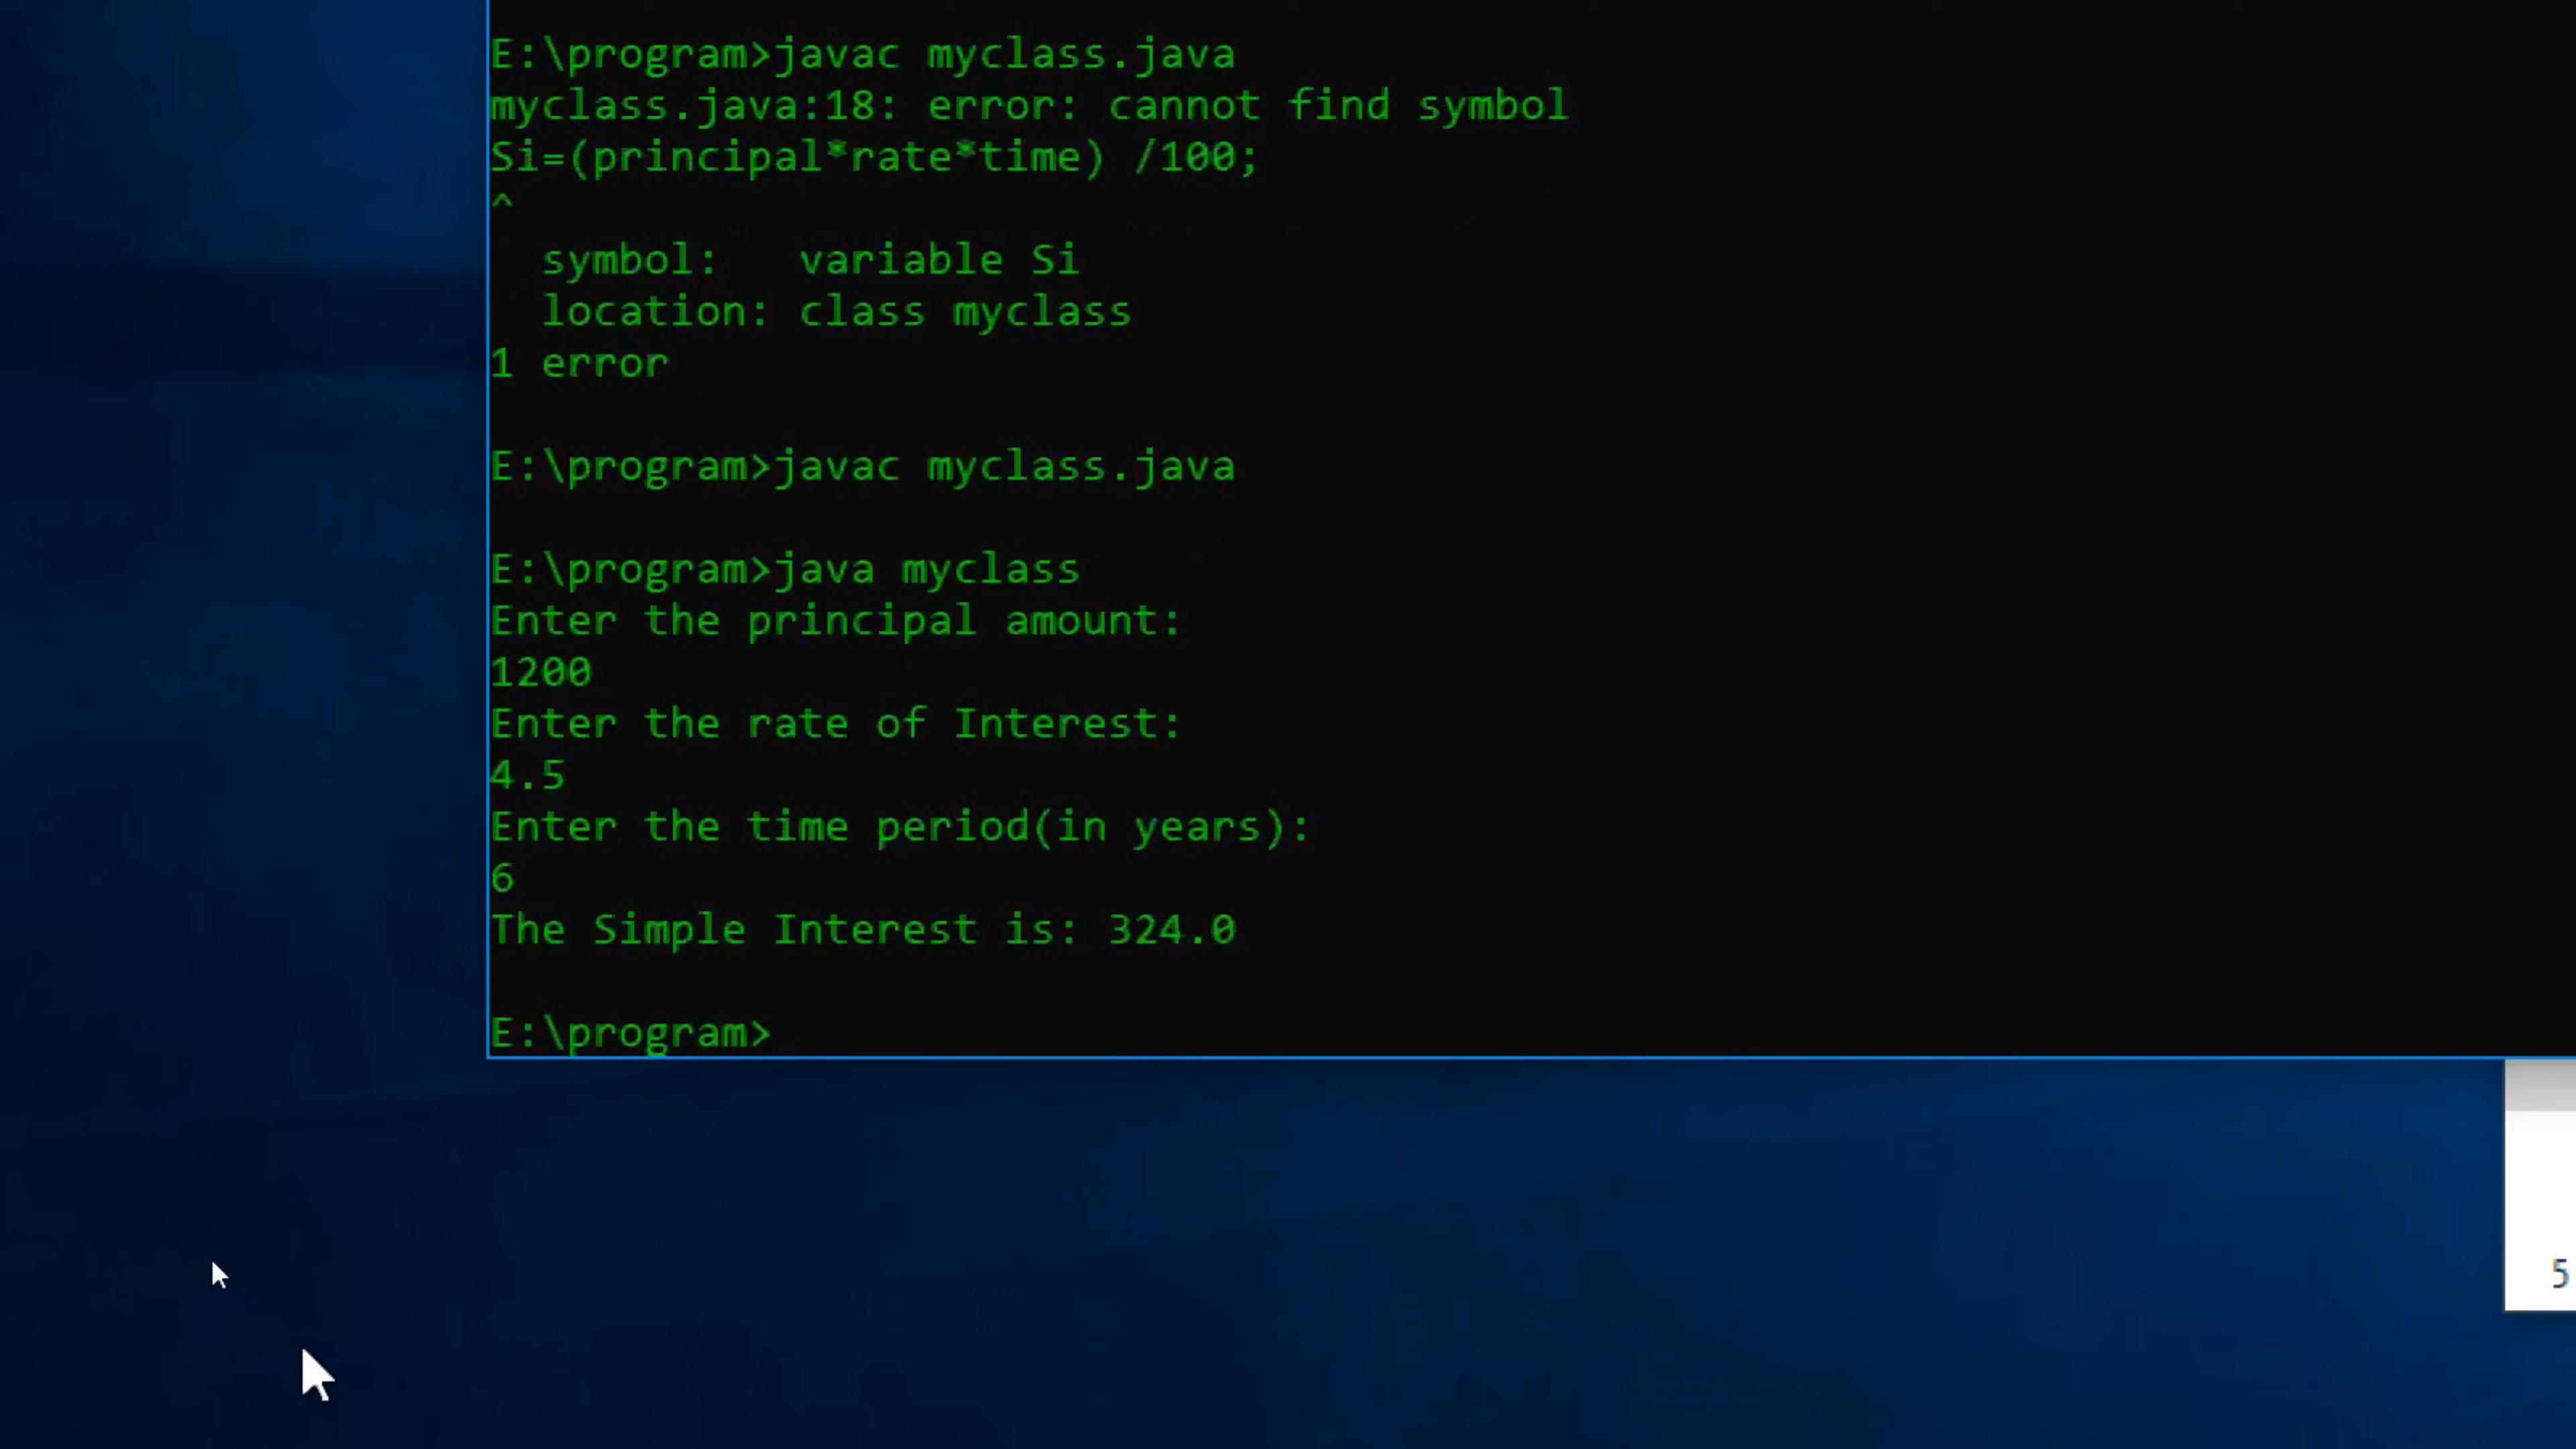 E:\program>javac myclass.java
myclass.java:18: error: cannot find symbol
Si=(principal*rate*time) /100;
^
  symbol:   variable Si
  location: class myclass
1 error
E:\program>javac myclass.java
E:\program>java myclass
Enter the principal amount:
1200
Enter the rate of Interest:
4.5
Enter the time period(in years):
6
The Simple Interest is: 324.0
E:\program>
5